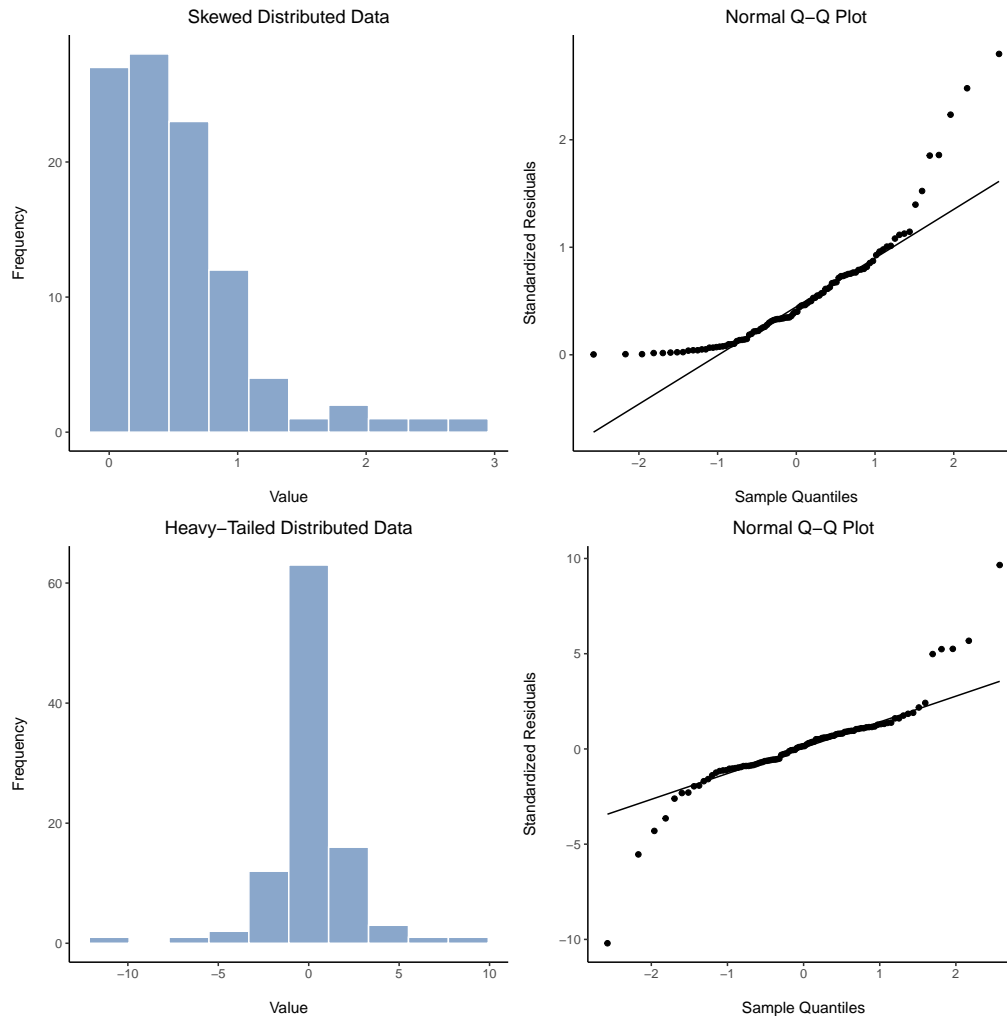 Skewed Distributed Data
Frequency
20
10
0
0 1 2 3
Value
Normal Q−Q Plot
Standardized Residuals
2
1
0
−2 −1 0 1 2
Sample Quantiles
Heavy−Tailed Distributed Data
Frequency
60
40
20
0
−10 −5 0 5 10
Value
Normal Q−Q Plot
Standardized Residuals
10
5
0
−5
−10
−2 −1 0 1 2
Sample Quantiles